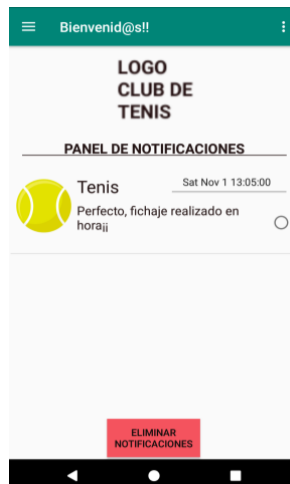 Bienvenid@s!!
LOGO
CLUB DE
TENIS
PANEL DE NOTIFICACIONES
Tenis
Sat Nov 1 13:05:00
Perfecto, fichaje realizado en
hora¡¡
ELIMINAR
NOTIFICACIONES